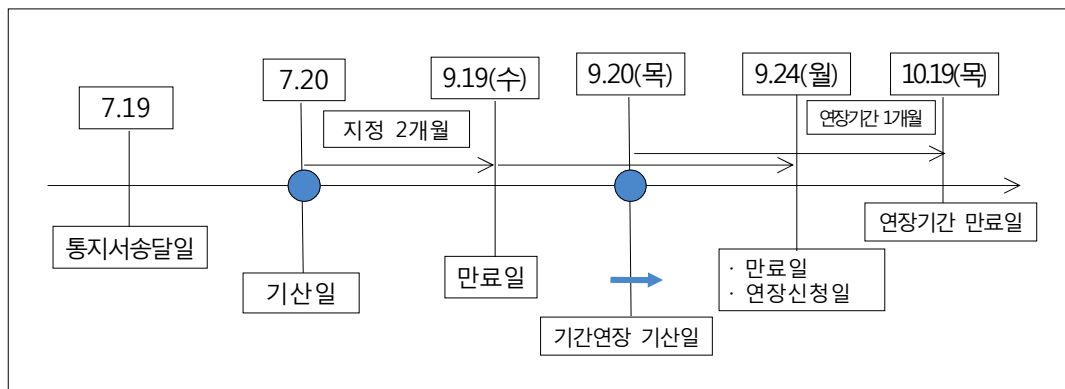 7.19
7.20
9.19(수)
9.20(목)
9.24(월)
10.19(목)
지정 2개월
연장기간 1개월
통지서송달일
기산일
만료일
기간연장 기산일
· 만료일
· 연장신청일
연장기간 만료일